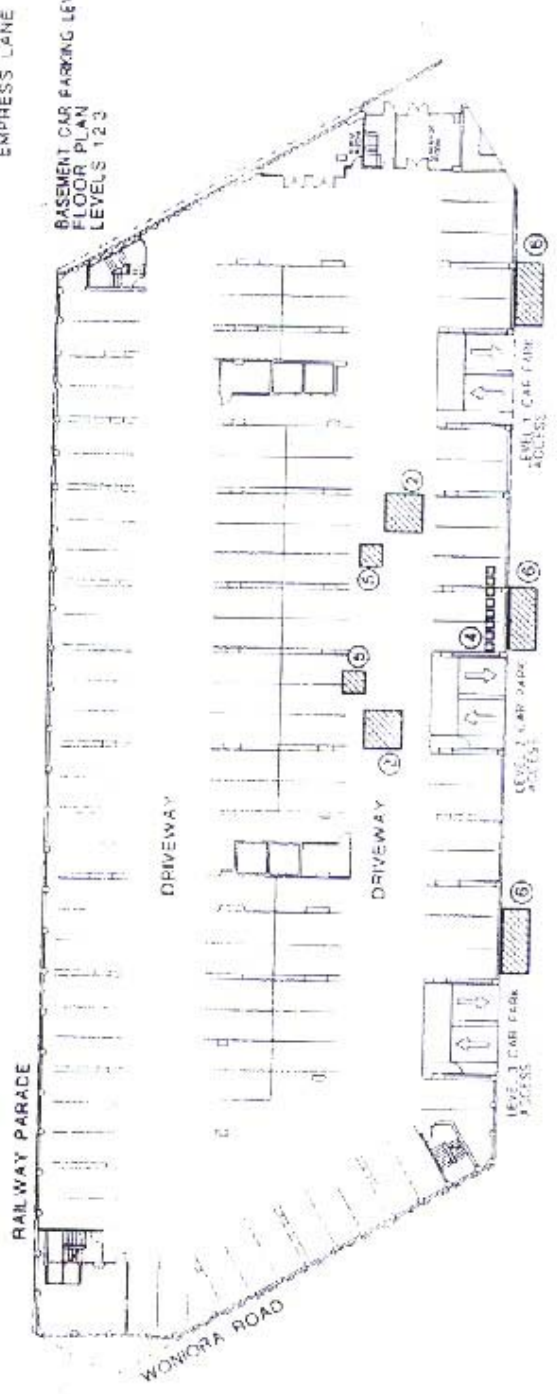 EMPRESS LANE
BASEMENT CAR PARKING LEV
FLOOR PLAN
LEVELS 1 2 3
RAILWAY PARADE
DRIVEWAY
DRIVEWAY
WONIORA ROAD
2
5
5
2
4
6
6
6
EVEL 1 CAR PARK
ACCESS
LEVEL 2 CAR PARK
ACCESS
LEVEL 3 CAR PARK
ACCESS